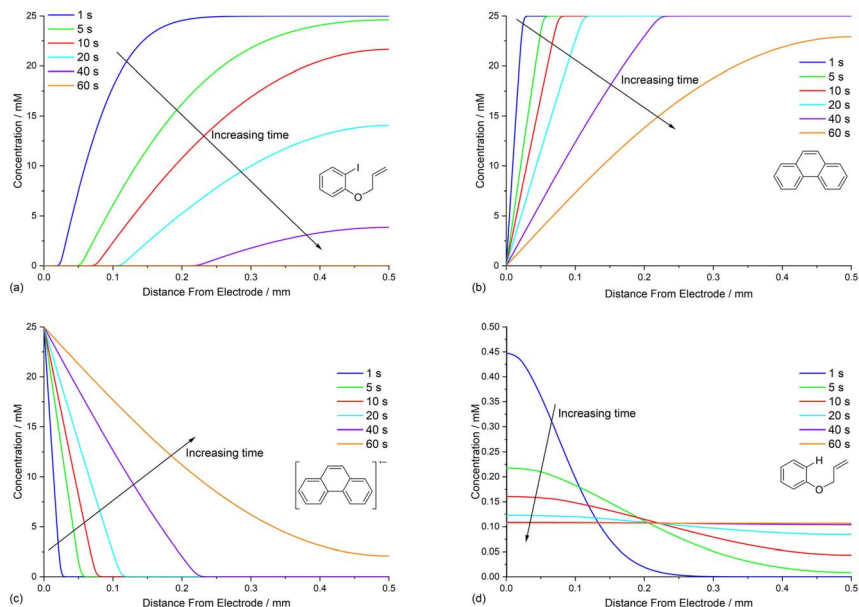 1 s
5 s
10 s
20 s
40 s
60 s
Increasing time
I
O
Concentration / mM
25
20
15
10
5
0
0.0 0.1 0.2 0.3 0.4 0.5
Distance From Electrode / mm
(a)
Increasing time
1 s
5 s
10 s
20 s
40 s
60 s
Concentration / mM
25
20
15
10
5
0
0.0 0.1 0.2 0.3 0.4 0.5
Distance From Electrode / mm
(b)
1 s
5 s
10 s
20 s
40 s
60 s
Increasing time
Concentration / mM
25
20
15
10
5
0
0.0 0.1 0.2 0.3 0.4 0.5
Distance From Electrode / mm
(c)
1 s
5 s
10 s
20 s
40 s
60 s
Increasing time
H
O
Concentration / mM
0.50
0.45
0.40
0.35
0.30
0.25
0.20
0.15
0.10
0.05
0.00
0.0 0.1 0.2 0.3 0.4 0.5
Distance From Electrode / mm
(d)